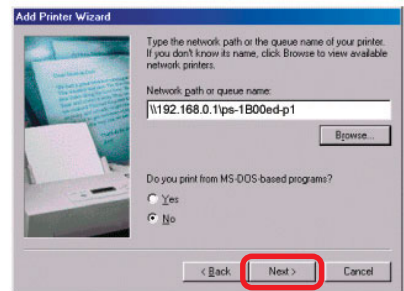 Add Printer Wizard
Type the network path or the queue name of your printer.
If you don't know its name, click Browse to view available
network printers.
Network path or queue name:
\\192.168.0.1\ps-1B00ed-p1
Browse...
Do you print from MS-DOS-based programs?
Yes
No
< Back
Next >
Cancel